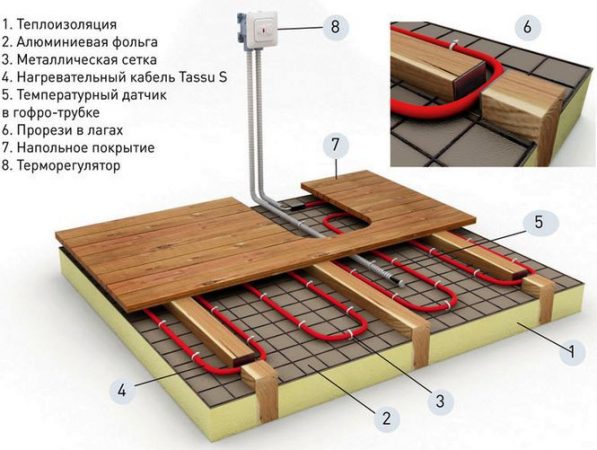 1. Теплоизоляция
2. Алюминиевая фольга
3. Металлическая сетка
4. Нагревательный кабель Tassu S
5. Температурный датчик
в гофро-трубке
6. Прорези в лагах
7. Напольное покрытие
8. Терморегулятор
8
6
7
5
1
4
3
2